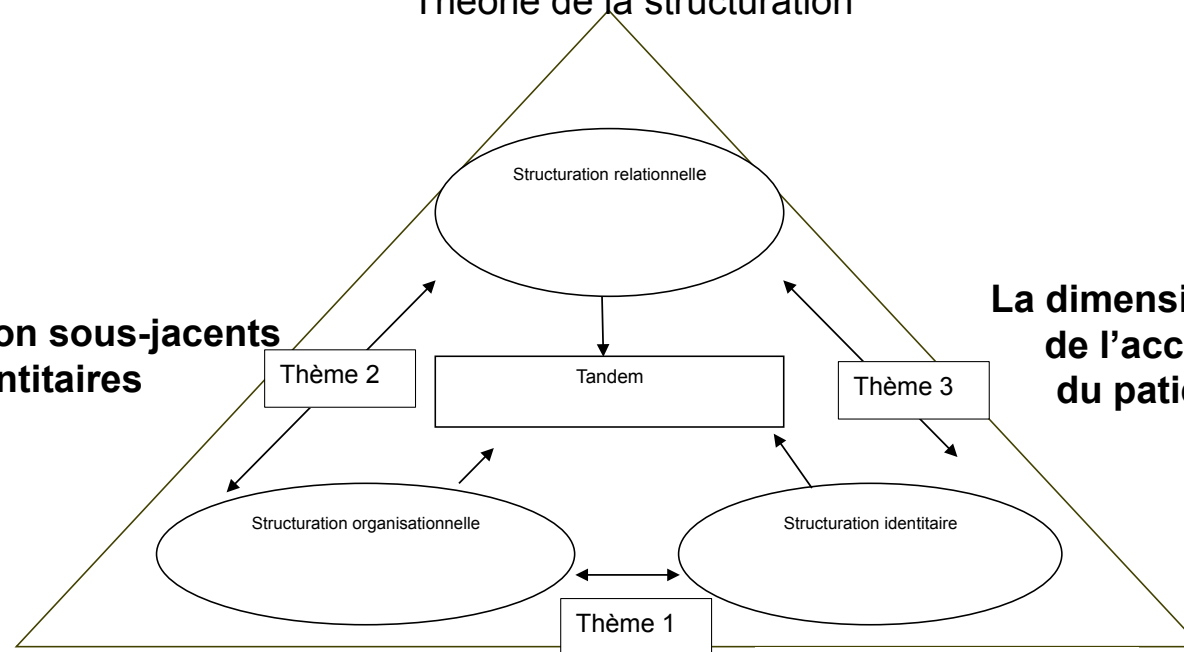 Théorie de la structuration
Structuration relationnelle
on sous-jacents
ntitaires
La dimensi
de l’acc
du pati
Thème 2
Tandem
Thème 3
Structuration organisationnelle
Structuration identitaire
Thème 1